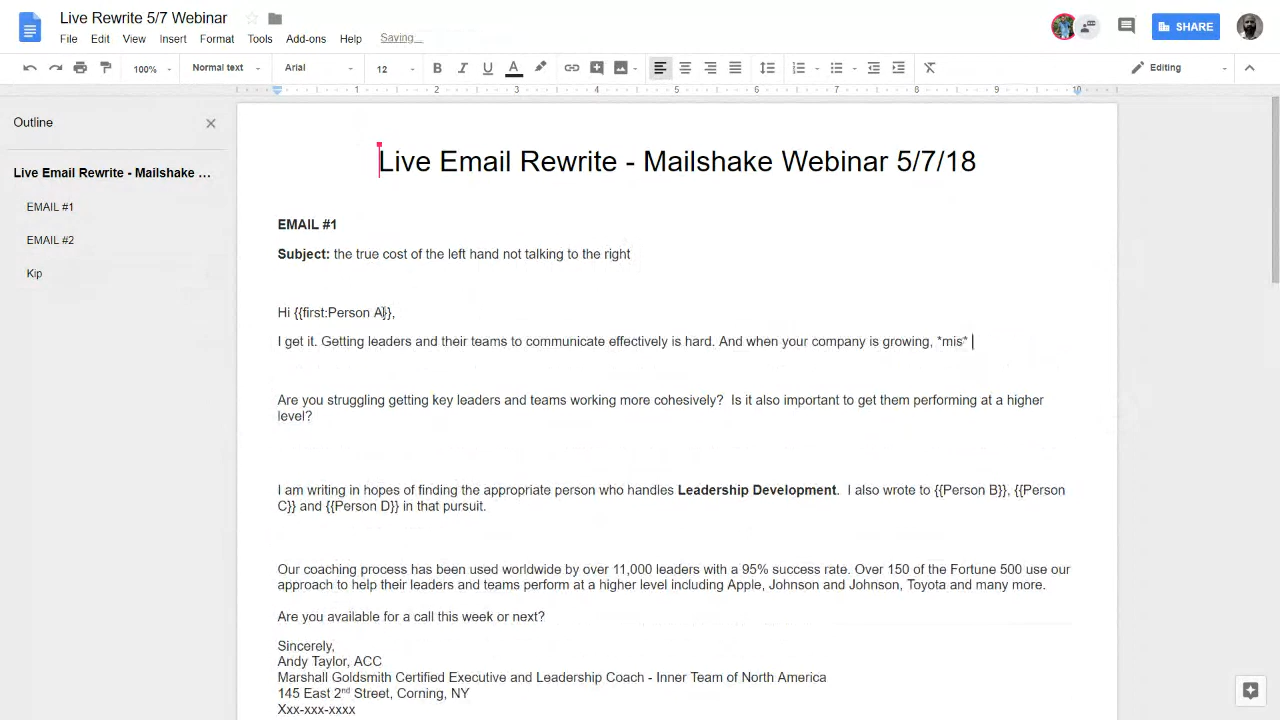 Live Rewrite 5/7 Webinar
File Edit View Insert Format Tools Add-ons Help Saving...
SHARE
100% Normal text Arial 12 B I U A Editing
1 2 3 4 5 6 7 8 9 10
Outline
Live Email Rewrite - Mailshake ...
EMAIL #1
EMAIL #2
Kip
Live Email Rewrite - Mailshake Webinar 5/7/18
EMAIL #1
Subject: the true cost of the left hand not talking to the right
Hi {{first:Person A}},
I get it. Getting leaders and their teams to communicate effectively is hard. And when your company is growing, *mis*
Are you struggling getting key leaders and teams working more cohesively? Is it also important to get them performing at a higher
level?
I am writing in hopes of finding the appropriate person who handles Leadership Development. I also wrote to {{Person B}}, {{Person
C}} and {{Person D}} in that pursuit.
Our coaching process has been used worldwide by over 11,000 leaders with a 95% success rate. Over 150 of the Fortune 500 use our
approach to help their leaders and teams perform at a higher level including Apple, Johnson and Johnson, Toyota and many more.
Are you available for a call this week or next?
Sincerely,
Andy Taylor, ACC
Marshall Goldsmith Certified Executive and Leadership Coach - Inner Team of North America
145 East 2nd Street, Corning, NY
Xxx-xxx-xxxx